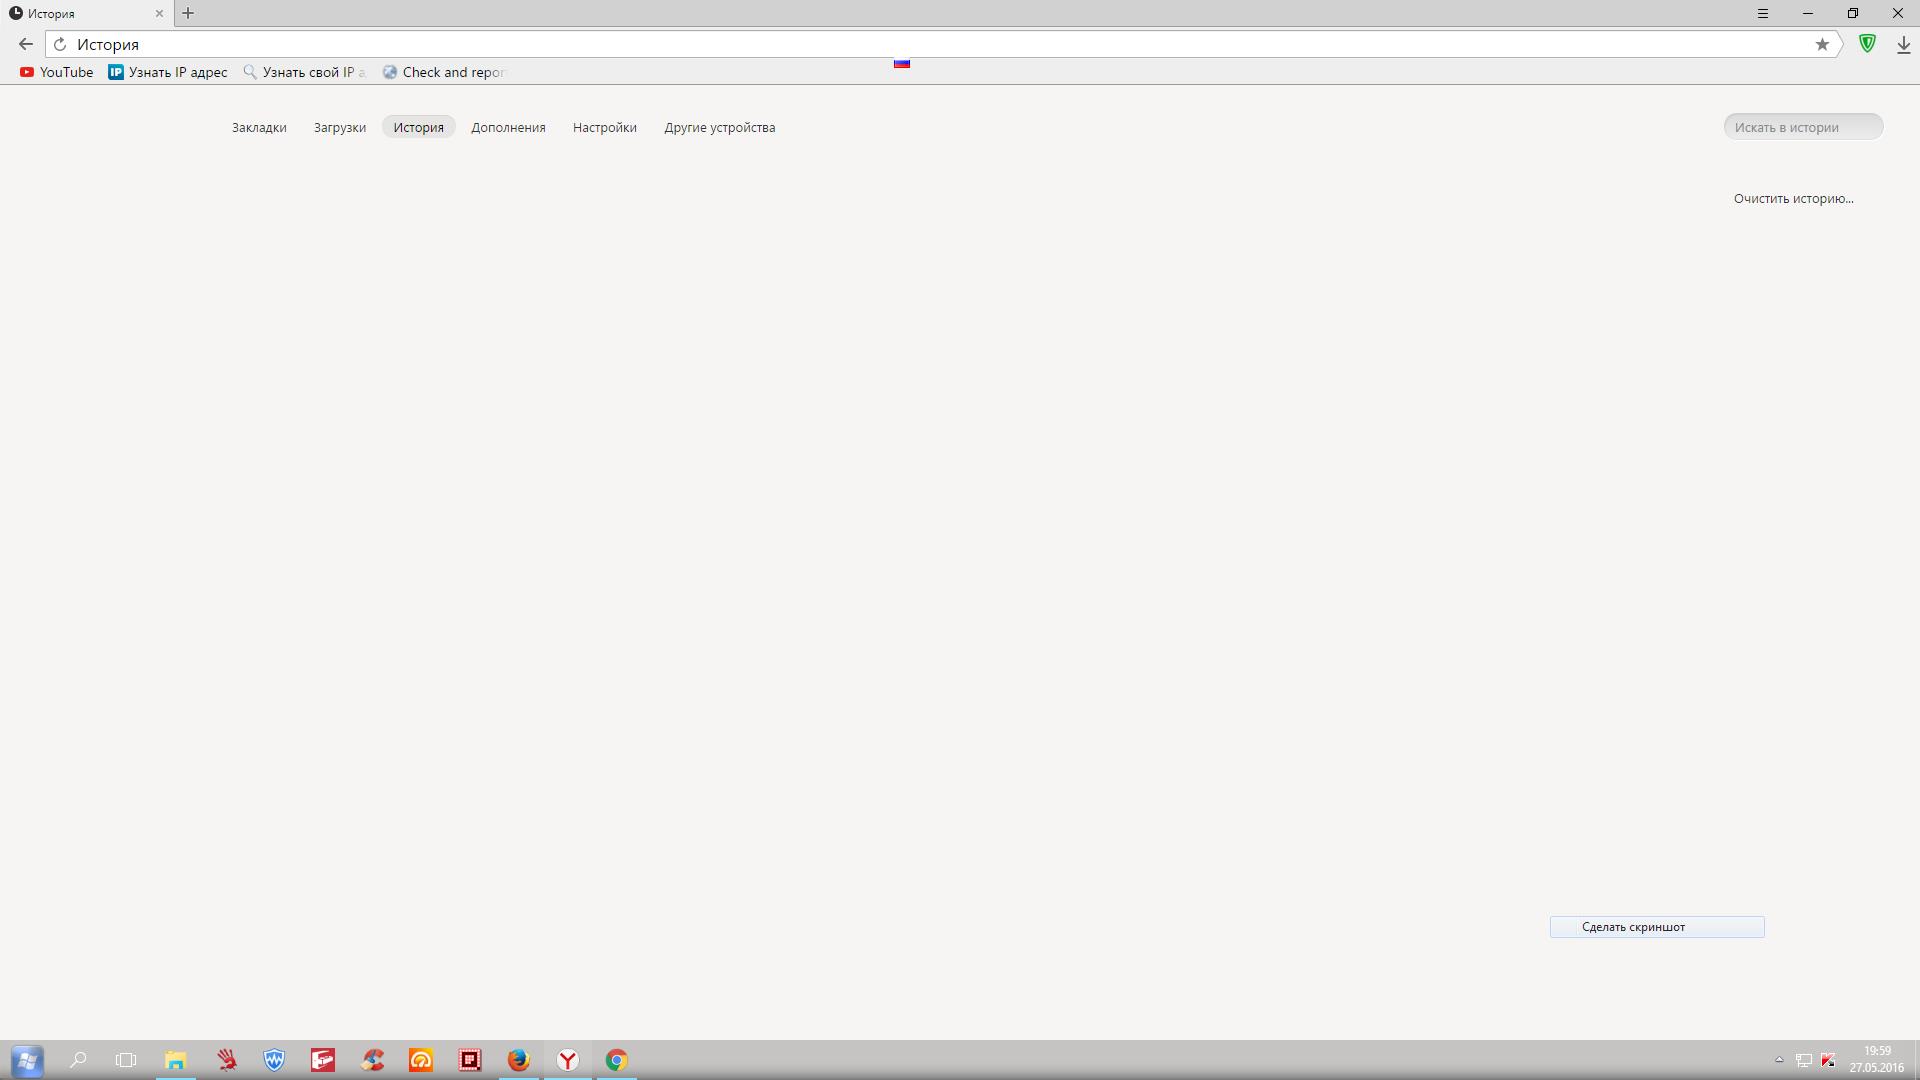 История
История
YouTube IP Узнать IP адрес Узнать свой IP а Check and repor
Закладки Загрузки История Дополнения Настройки Другие устройства Искать в истории
Очистить историю...
Сделать скриншот
19:59
27.05.2016